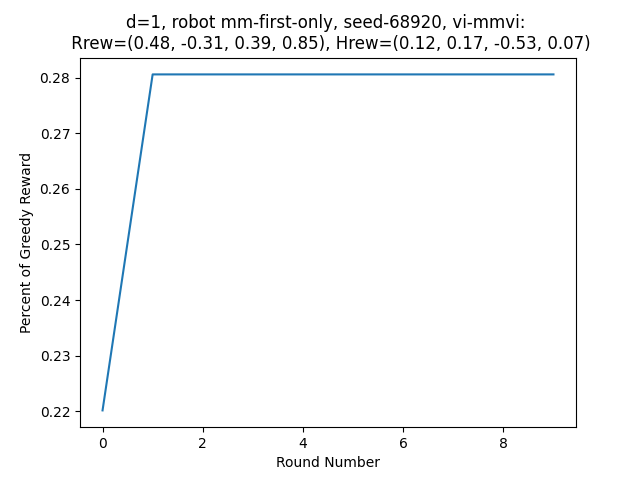 d=1, robot mm-first-only, seed-68920, vi-mmvi:
Rrew=(0.48, -0.31, 0.39, 0.85), Hrew=(0.12, 0.17, -0.53, 0.07)
0.28
0.27
0.26
0.25
0.24
0.23
0.22
Percent of Greedy Reward
0 2 4 6 8
Round Number